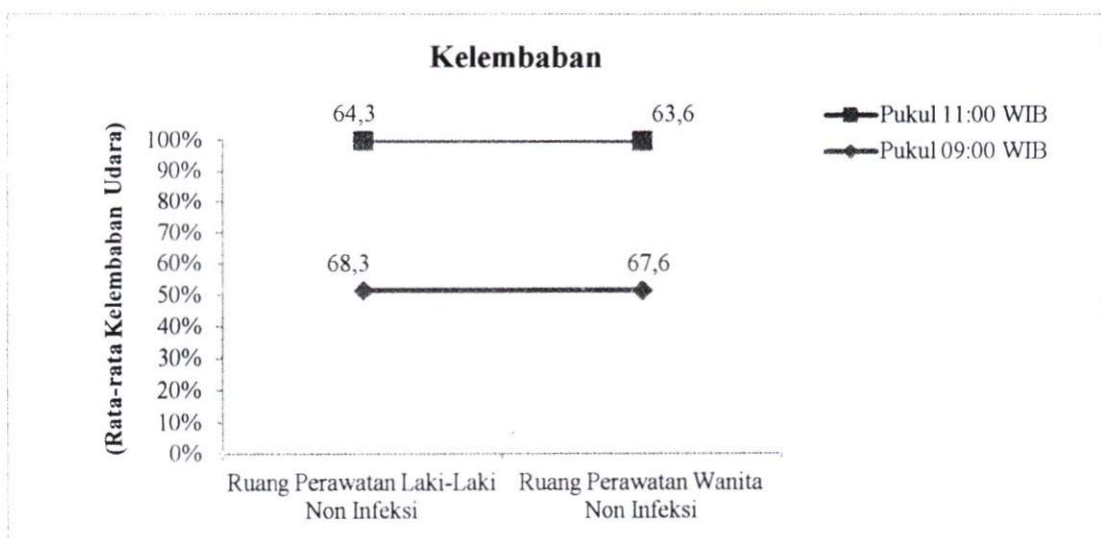 Kelembaban
64,3
63,6
Pukul 11:00 WIB
Pukul 09:00 WIB
(Rata-rata Kelembaban Udara)
100%
90%
80%
70%
60%
50%
40%
30%
20%
10%
0%
68,3
67,6
Ruang Perawatan Laki-Laki
Non Infeksi
Ruang Perawatan Wanita
Non Infeksi